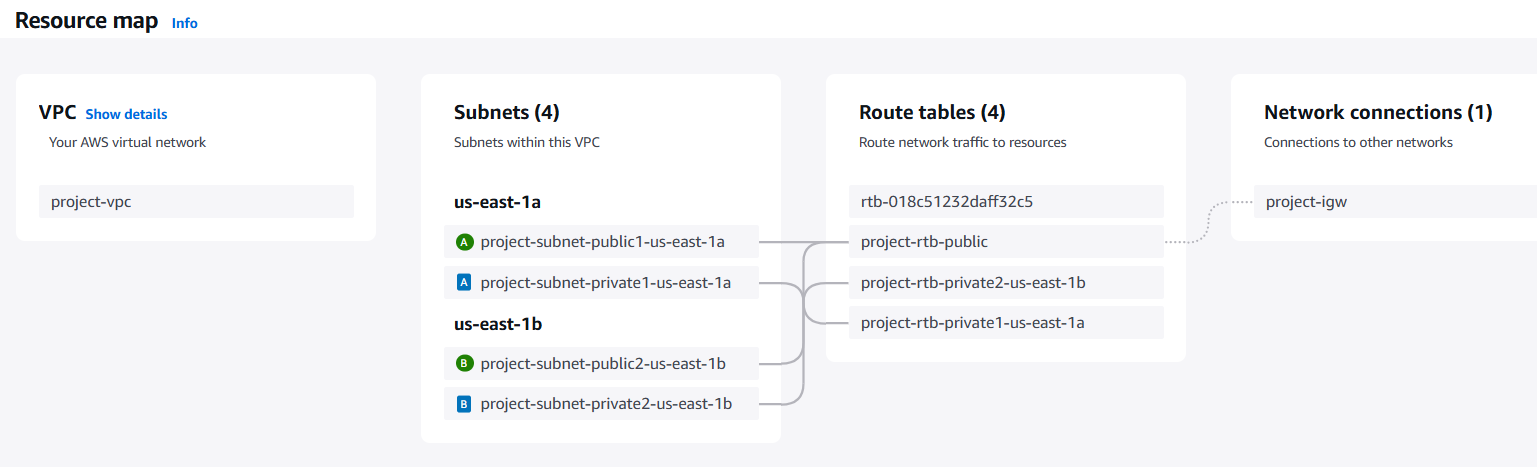 Resource map Info
VPC Show details
Your AWS virtual network
project-vpc
Subnets (4)
Subnets within this VPC
us-east-1a
A project-subnet-public1-us-east-1a
A project-subnet-private1-us-east-1a
us-east-1b
B project-subnet-public2-us-east-1b
B project-subnet-private2-us-east-1b
Route tables (4)
Route network traffic to resources
rtb-018c51232daff32c5
project-rtb-public
project-rtb-private2-us-east-1b
project-rtb-private1-us-east-1a
Network connections (1)
Connections to other networks
project-igw